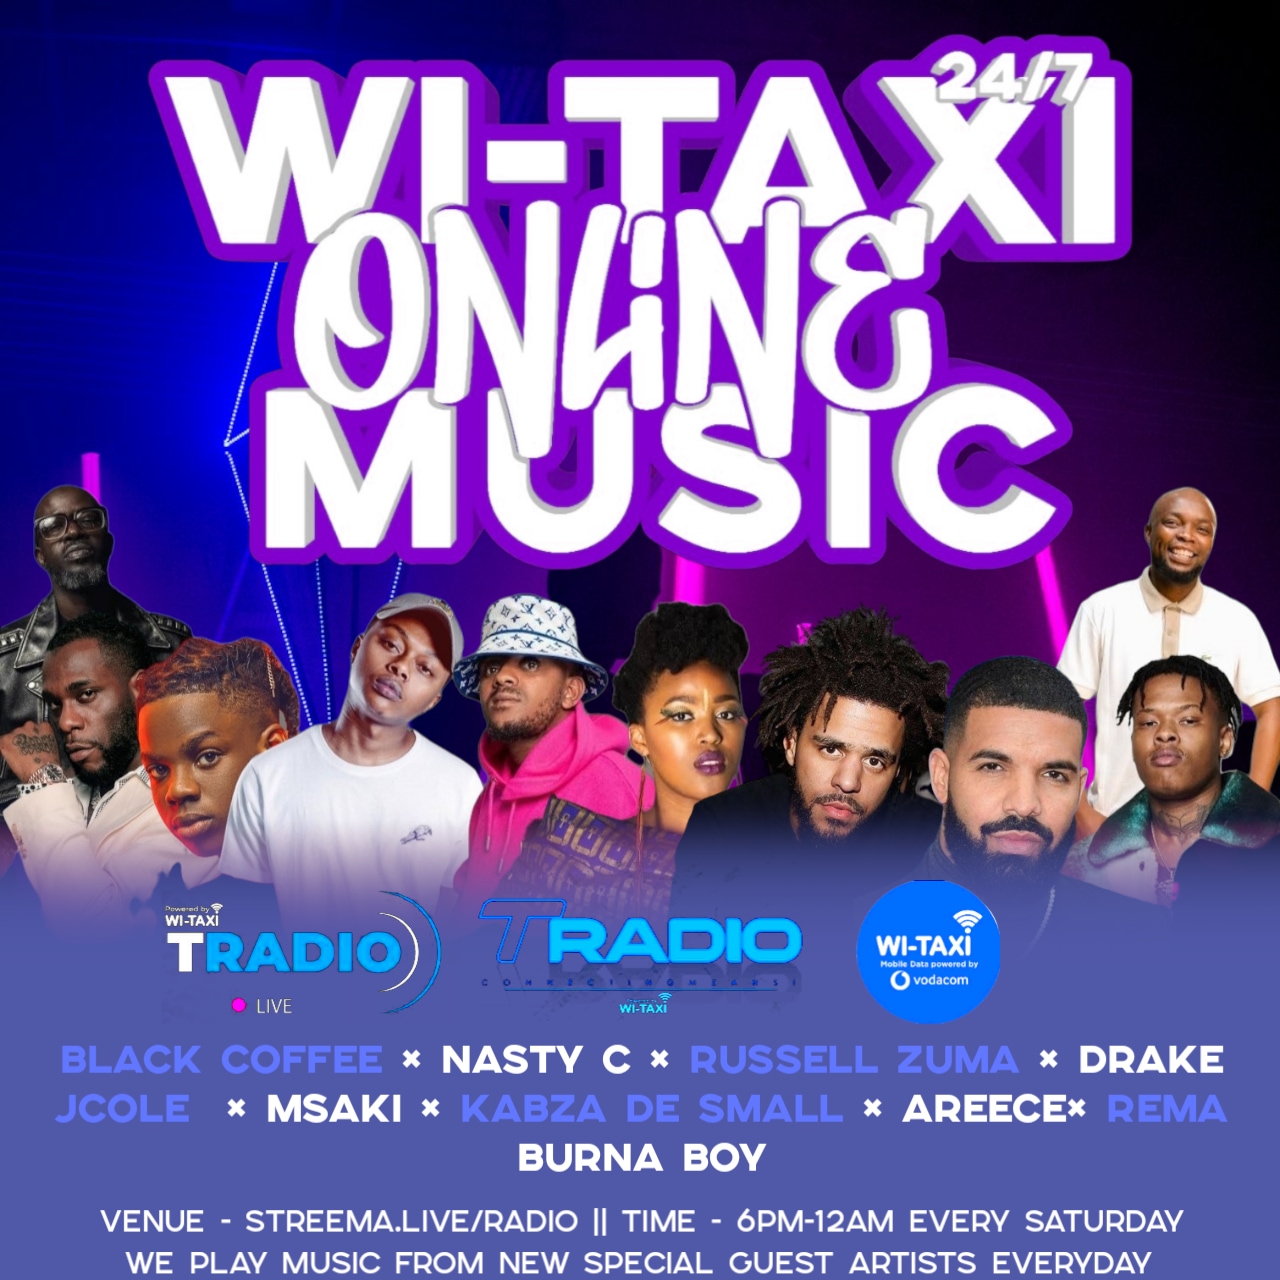 24/7
WI-TAXI
ONLINE
MUSIC
Powered by
WI-TAXI
TRADIO
LIVE
TRADIO
WI-TAXI
WI-TAXI
Mobile Data powered by
vodacom
BLACK COFFEE × NASTY C × RUSSELL ZUMA × DRAKE
JCOLE × MSAKI × KABZA DE SMALL × AREECE× REMA
BURNA BOY
VENUE - STREEMA.LIVE/RADIO || TIME - 6PM-12AM EVERY SATURDAY
WE PLAY MUSIC FROM NEW SPECIAL GUEST ARTISTS EVERYDAY